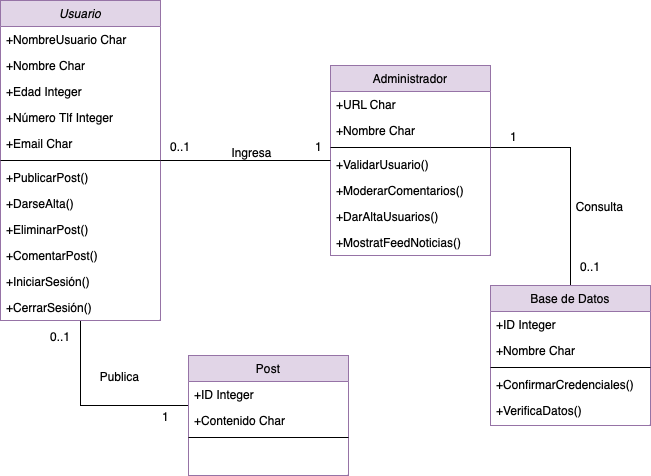 Usuario
+NombreUsuario Char
+Nombre Char
+Edad Integer
+Número Tlf Integer
+Email Char
+PublicarPost()
+DarseAlta()
+EliminarPost()
+ComentarPost()
+IniciarSesión()
+CerrarSesión()
0..1
Ingresa
1
Administrador
+URL Char
+Nombre Char
+ValidarUsuario()
+ModerarComentarios()
+DarAltaUsuarios()
+MostratFeedNoticias()
1
Consulta
0..1
Base de Datos
+ID Integer
+Nombre Char
+ConfirmarCredenciales()
+VerificaDatos()
0..1
Publica
1
Post
+ID Integer
+Contenido Char